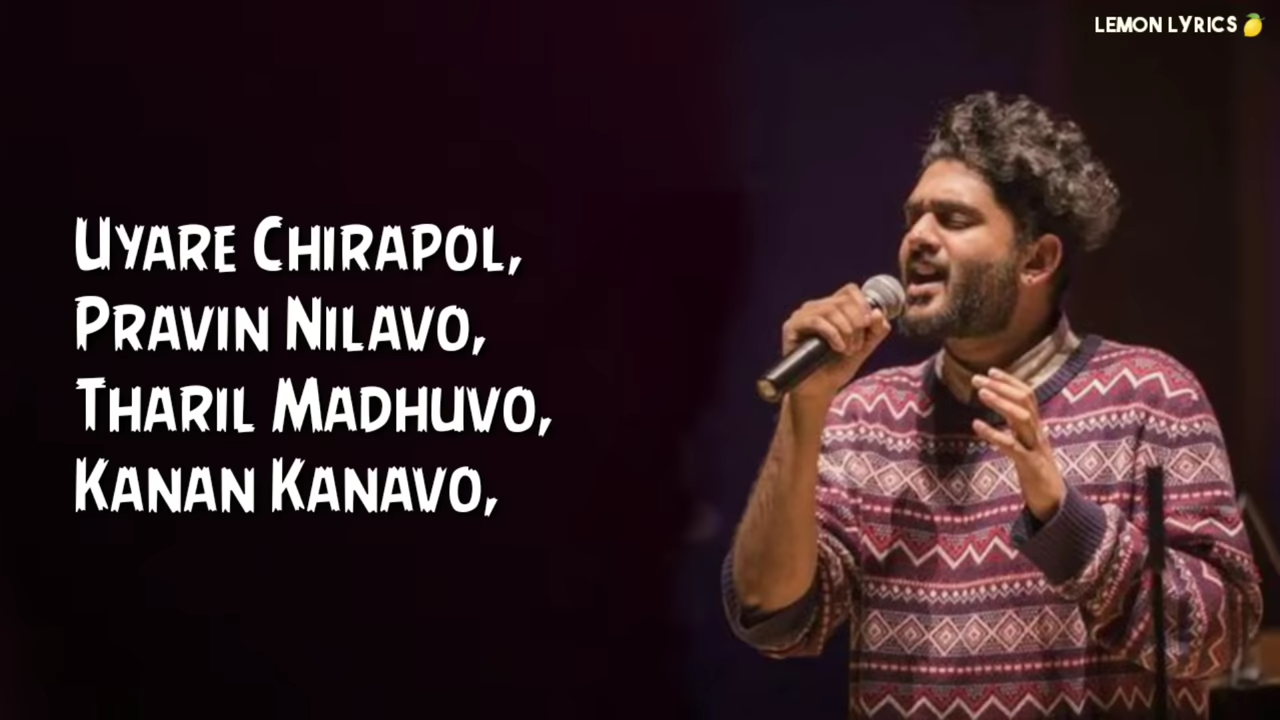 LEMON LYRICS🍋
UYARE CHIRAPOL,
PRAVIN NILAVO,
THARIL MADHUVO,
KANAN KANAVO,